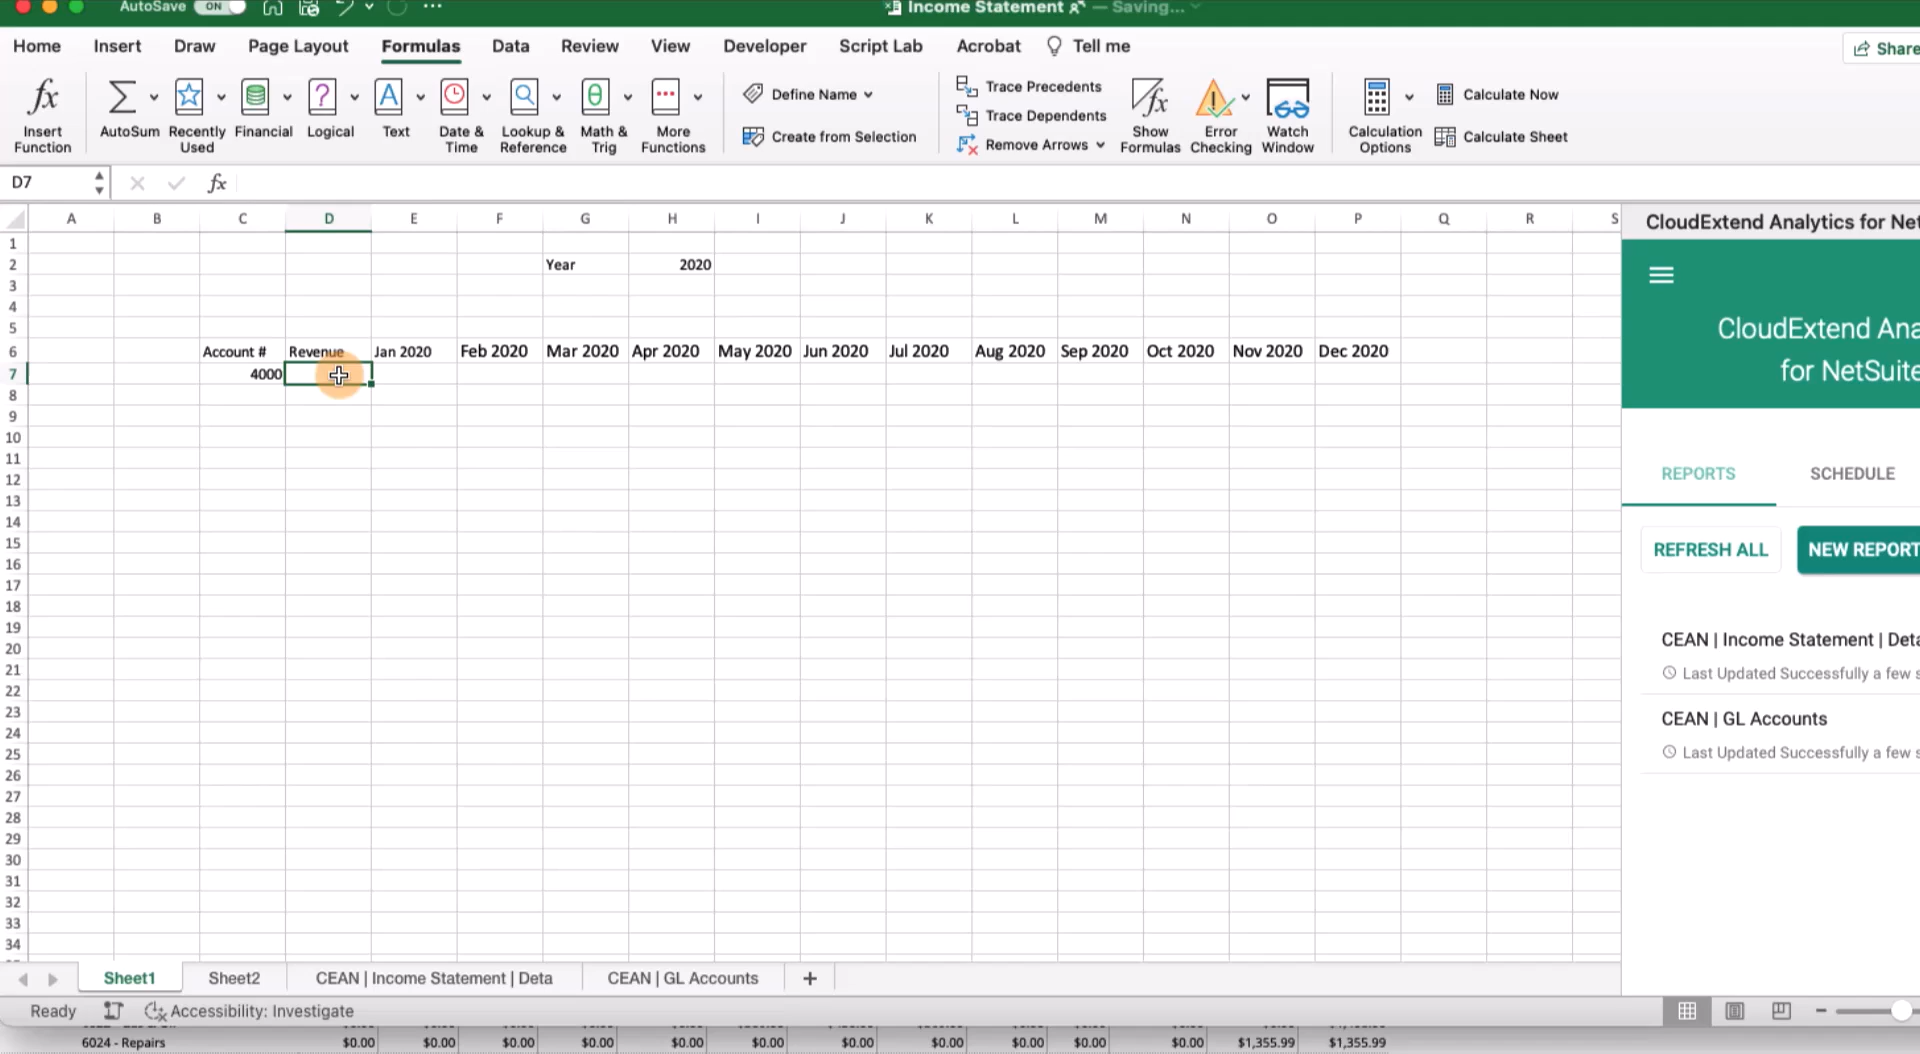 AutoSave ON Income Statement — Saving...
Home Insert Draw Page Layout Formulas Data Review View Developer Script Lab Acrobat Tell me Share
fx Insert Function
AutoSum
Recently Used
Financial
Logical
Text
Date & Time
Lookup & Reference
Math & Trig
More Functions
Define Name
Create from Selection
Trace Precedents
Trace Dependents
Remove Arrows
Show Formulas
Error Checking
Watch Window
Calculation Options
Calculate Now
Calculate Sheet
D7 fx
A B C D E F G H I J K L M N O P Q R S
1
2 Year 2020
3
4
5
6 Account # Revenue Jan 2020 Feb 2020 Mar 2020 Apr 2020 May 2020 Jun 2020 Jul 2020 Aug 2020 Sep 2020 Oct 2020 Nov 2020 Dec 2020
7 4000
8
9
10
11
12
13
14
15
16
17
18
19
20
21
22
23
24
25
26
27
28
29
30
31
32
33
34
CloudExtend Analytics for Net
CloudExtend Ana
for NetSuite
REPORTS SCHEDULE
REFRESH ALL NEW REPORT
CEAN | Income Statement | Deta
Last Updated Successfully a few s
CEAN | GL Accounts
Last Updated Successfully a few s
Sheet1 Sheet2 CEAN | Income Statement | Deta CEAN | GL Accounts +
Ready Accessibility: Investigate
6024 - Repairs $0.00 $0.00 $0.00 $0.00 $0.00 $0.00 $0.00 $0.00 $0.00 $0.00 $0.00 $1,355.99 $1,355.99